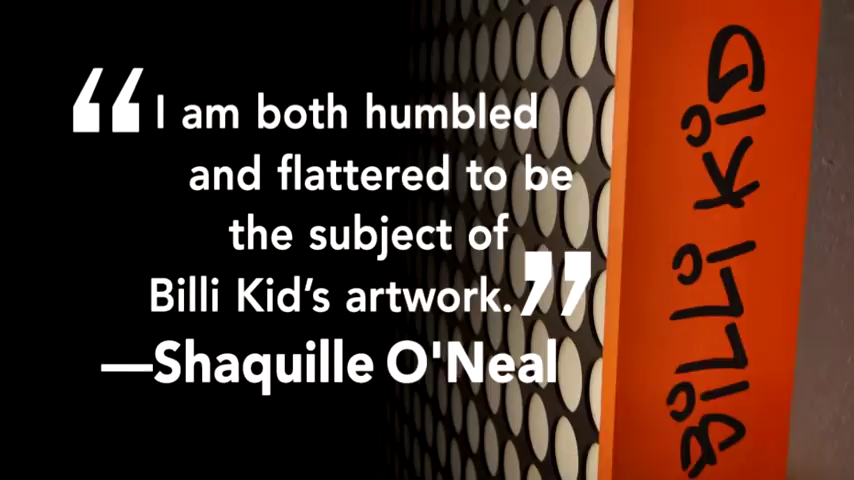 “I am both humbled
and flattered to be
the subject of
Billi Kid’s artwork.”
—Shaquille O'Neal
BiLLi KiD